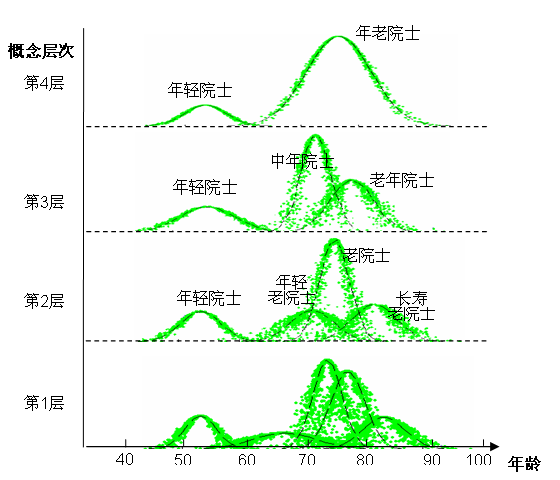 概念层次
第4层
年轻院士
年老院士
第3层
年轻院士
中年院士
老年院士
第2层
年轻院士
年轻
老院士
老院士
长寿
老院士
第1层
40 50 60 70 80 90 100
年龄